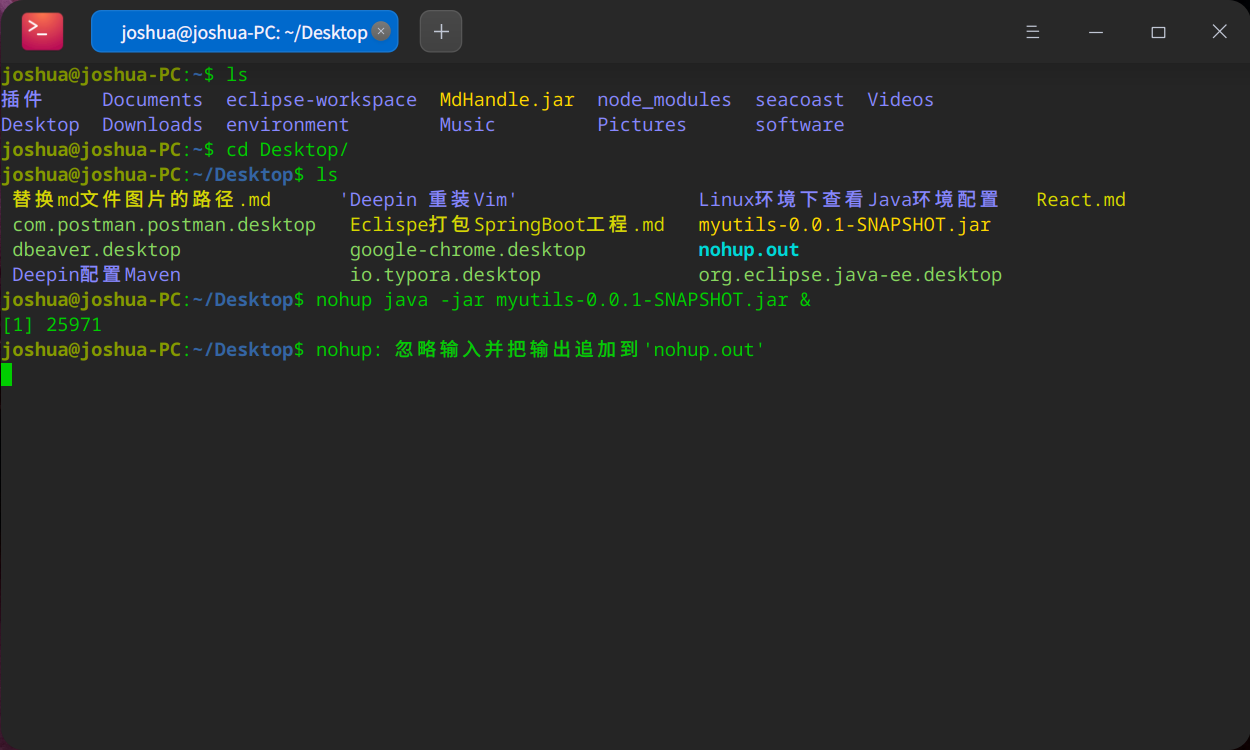 joshua@joshua-PC: ~/Desktop
joshua@joshua-PC:~$ ls
插件 Documents eclipse-workspace MdHandle.jar node_modules seacoast Videos
Desktop Downloads environment Music Pictures software
joshua@joshua-PC:~$ cd Desktop/
joshua@joshua-PC:~/Desktop$ ls
替换md文件图片的路径.md 'Deepin 重装Vim' Linux环境下查看Java环境配置 React.md
com.postman.postman.desktop Eclispe打包SpringBoot工程.md myutils-0.0.1-SNAPSHOT.jar
dbeaver.desktop google-chrome.desktop nohup.out
Deepin配置Maven io.typora.desktop org.eclipse.java-ee.desktop
joshua@joshua-PC:~/Desktop$ nohup java -jar myutils-0.0.1-SNAPSHOT.jar &
[1] 25971
joshua@joshua-PC:~/Desktop$ nohup: 忽略输入并把输出追加到'nohup.out'